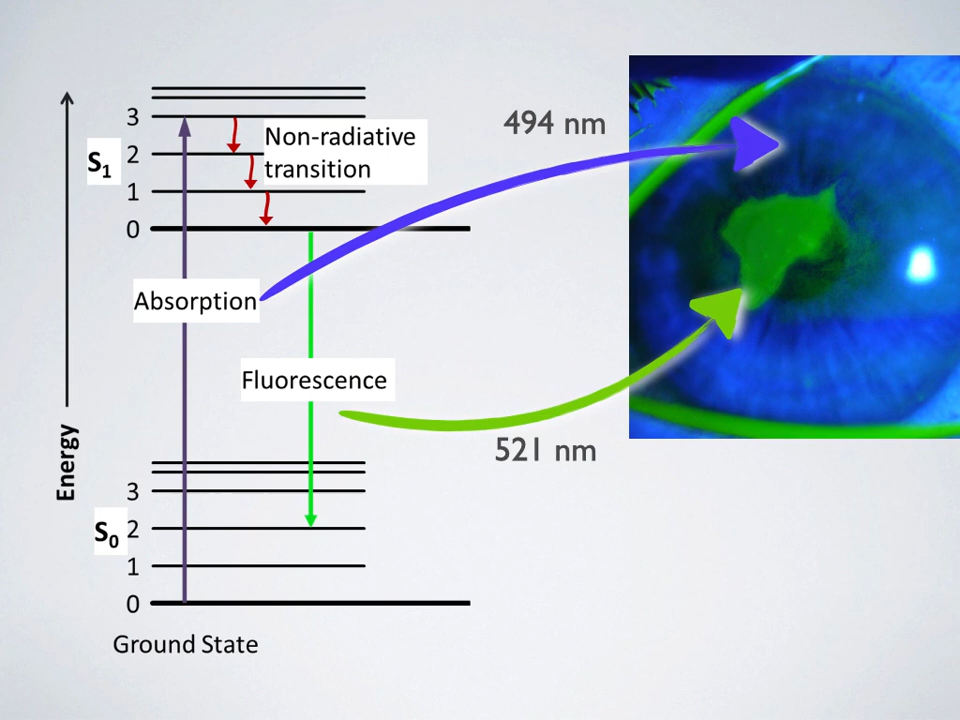 3
Non-radiative
transition
S₁
2
1
0
494 nm
Absorption
Fluorescence
521 nm
Energy
3
S₀
2
1
0
Ground State